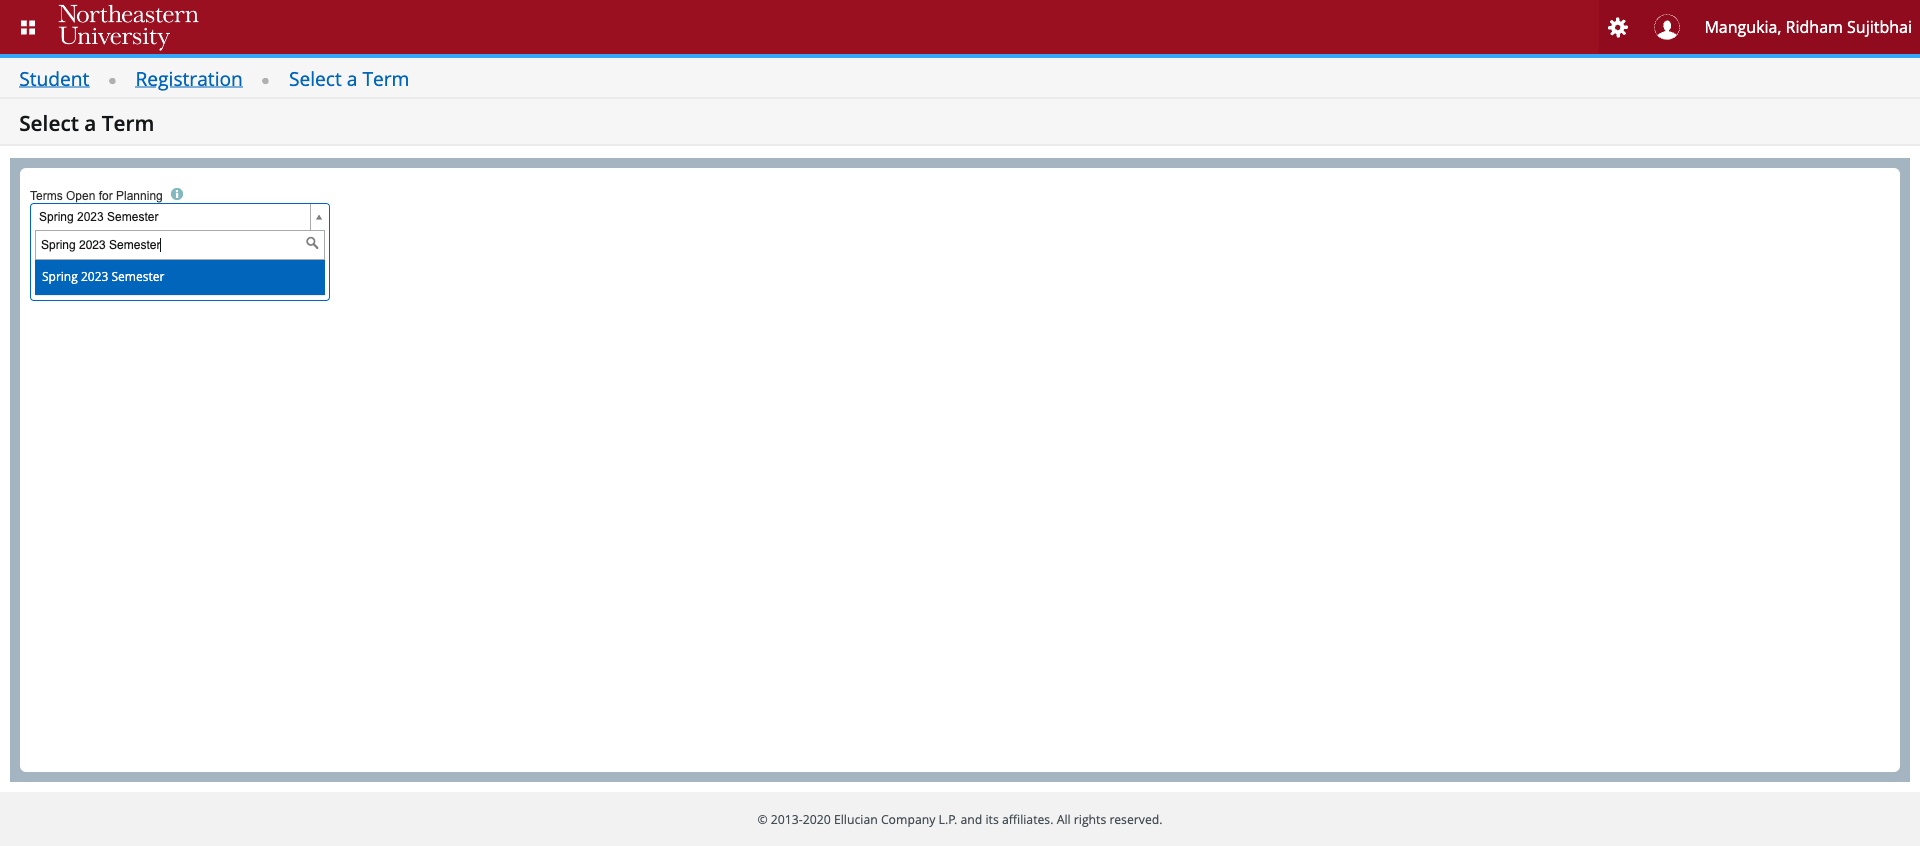 Northeastern
University
Mangukia, Ridham Sujitbhai
Student • Registration • Select a Term
Select a Term
Terms Open for Planning
Spring 2023 Semester
Spring 2023 Semester
Spring 2023 Semester
© 2013-2020 Ellucian Company L.P. and its affiliates. All rights reserved.